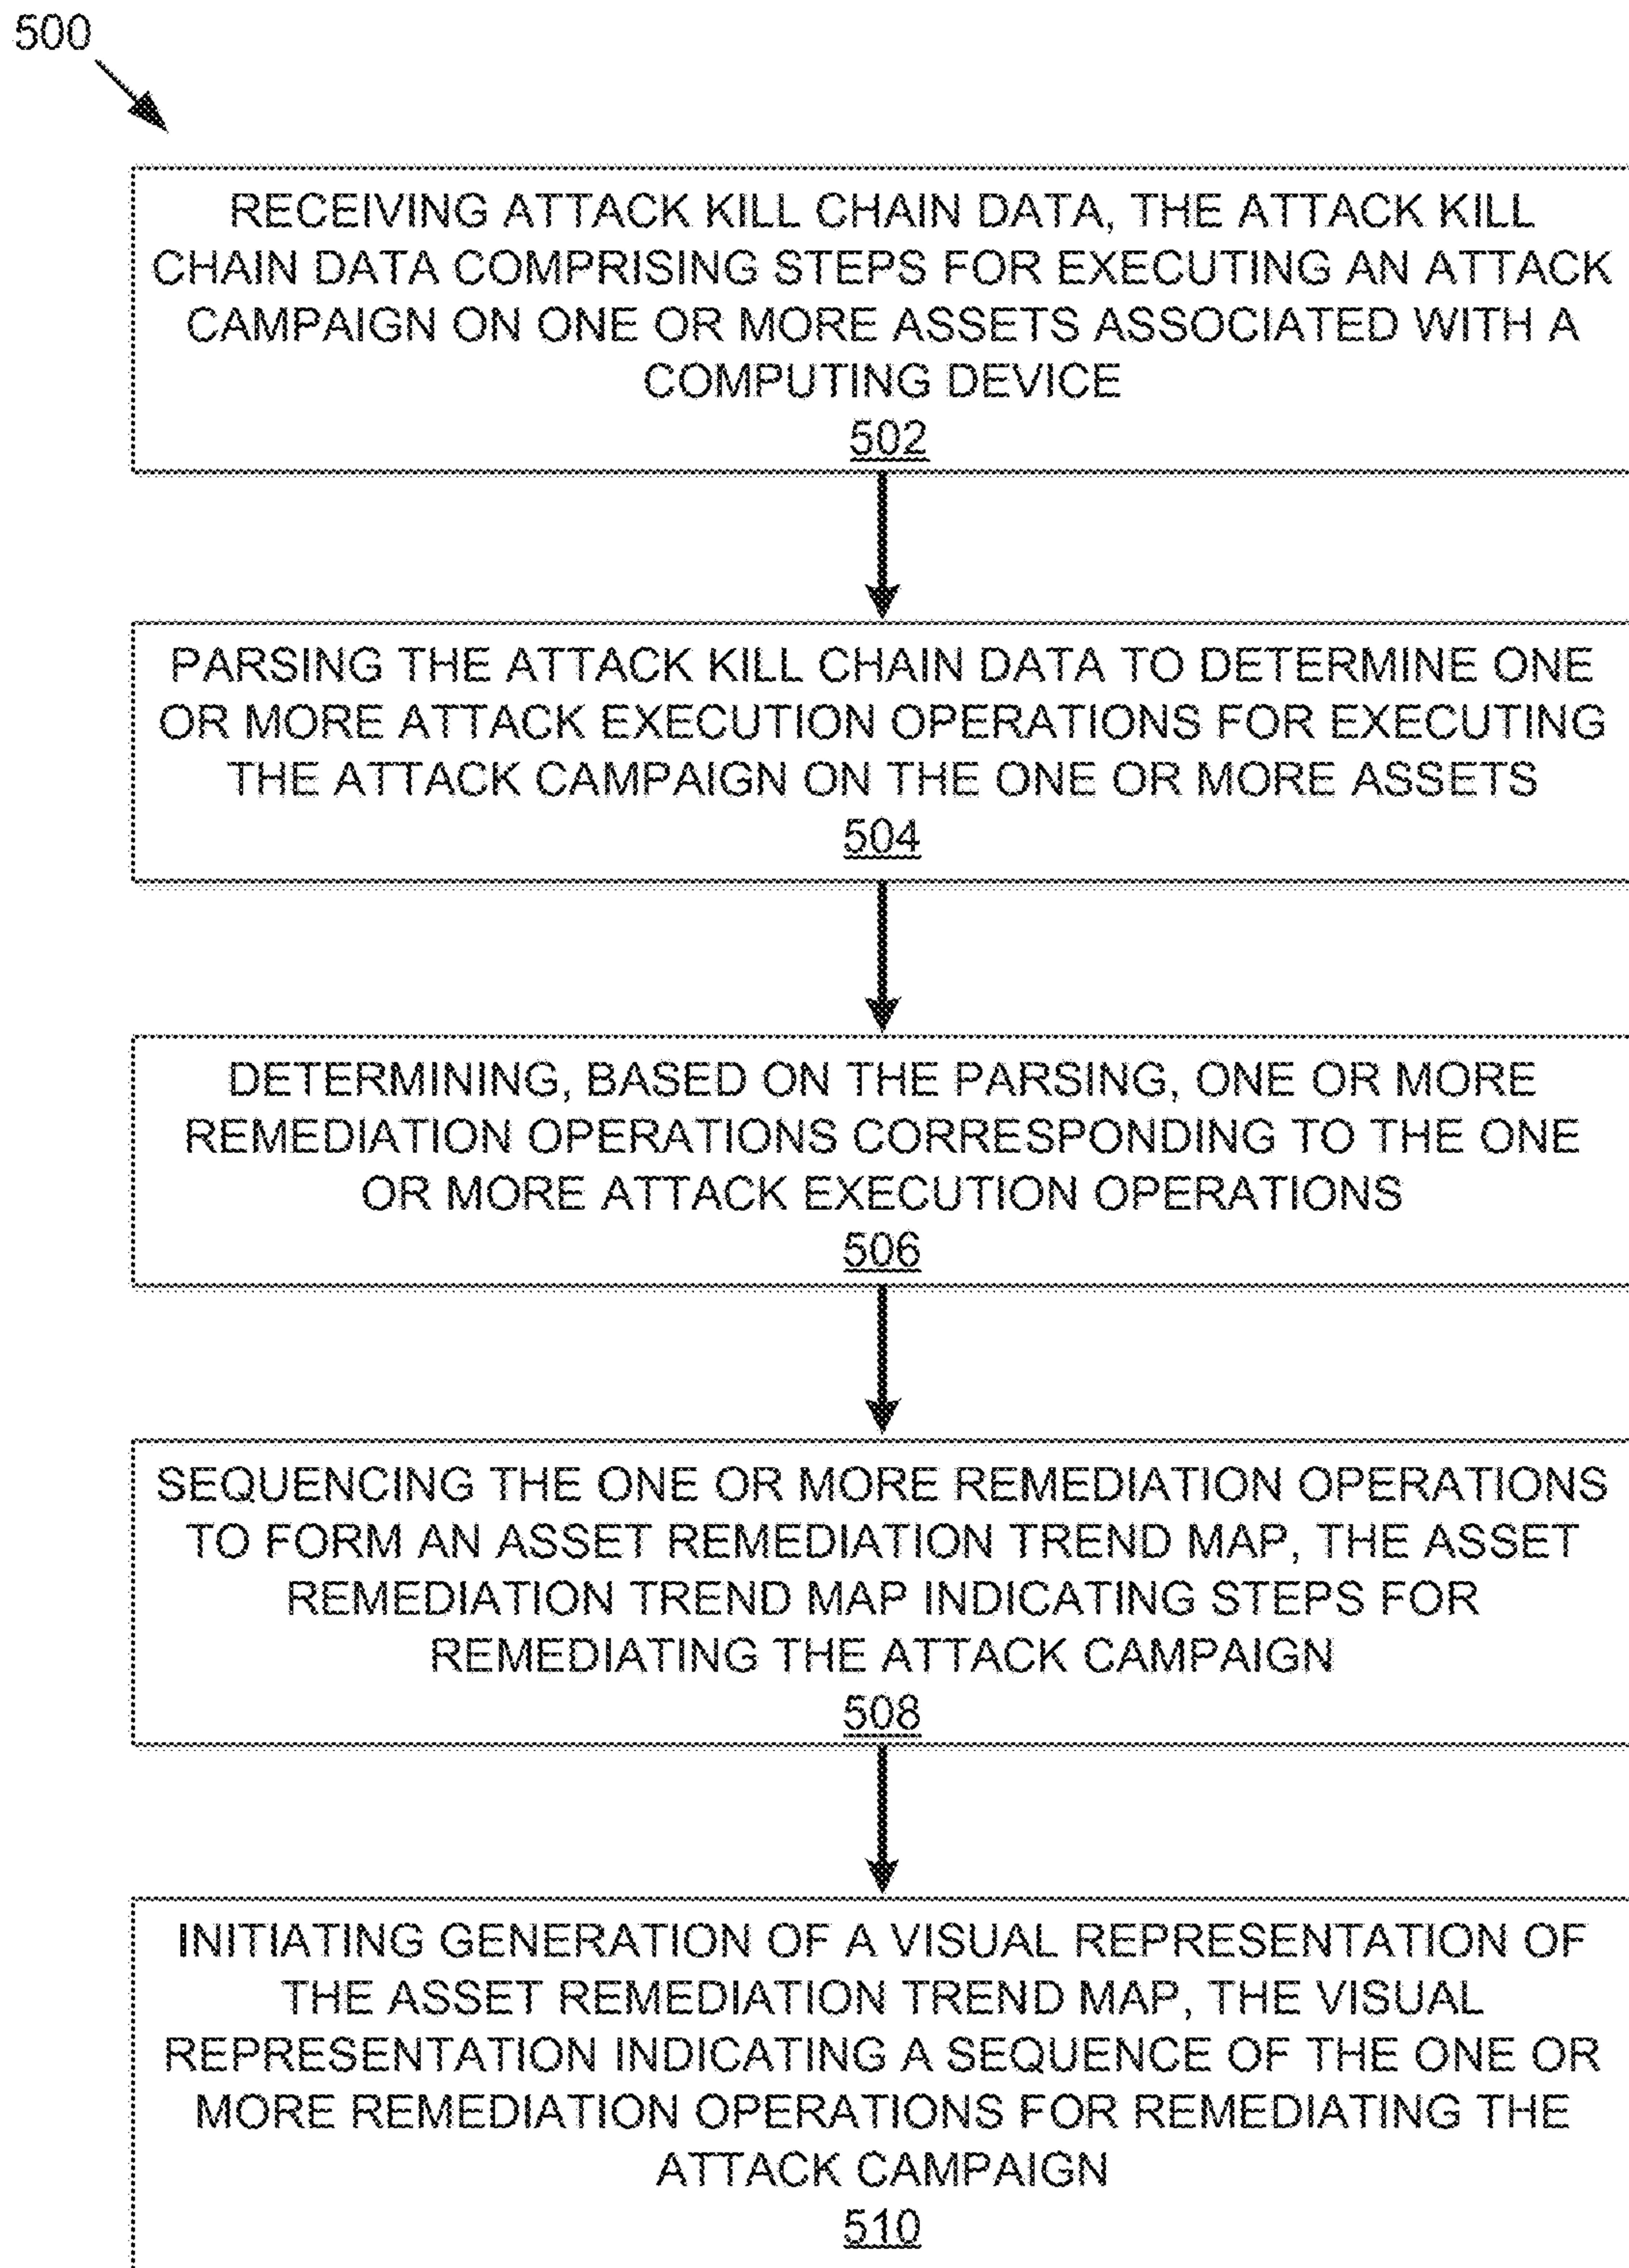 500
RECEIVING ATTACK KILL CHAIN DATA, THE ATTACK KILL
CHAIN DATA COMPRISING STEPS FOR EXECUTING AN ATTACK
CAMPAIGN ON ONE OR MORE ASSETS ASSOCIATED WITH A
COMPUTING DEVICE
502
PARSING THE ATTACK KILL CHAIN DATA TO DETERMINE ONE
OR MORE ATTACK EXECUTION OPERATIONS FOR EXECUTING
THE ATTACK CAMPAIGN ON THE ONE OR MORE ASSETS
504
DETERMINING, BASED ON THE PARSING, ONE OR MORE
REMEDIATION OPERATIONS CORRESPONDING TO THE ONE
OR MORE ATTACK EXECUTION OPERATIONS
506
SEQUENCING THE ONE OR MORE REMEDIATION OPERATIONS
TO FORM AN ASSET REMEDIATION TREND MAP, THE ASSET
REMEDIATION TREND MAP INDICATING STEPS FOR
REMEDIATING THE ATTACK CAMPAIGN
508
INITIATING GENERATION OF A VISUAL REPRESENTATION OF
THE ASSET REMEDIATION TREND MAP, THE VISUAL
REPRESENTATION INDICATING A SEQUENCE OF THE ONE OR
MORE REMEDIATION OPERATIONS FOR REMEDIATING THE
ATTACK CAMPAIGN
510